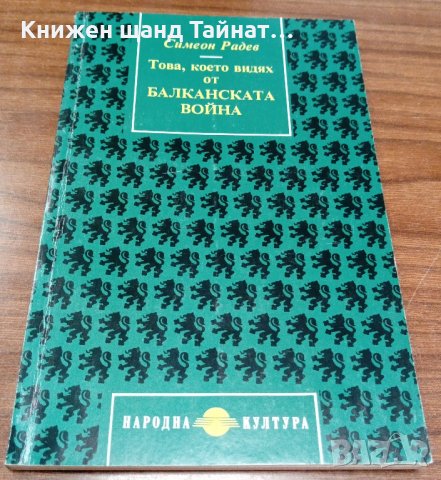 Книжен шанд Тайнат...
Симеон Радев
Това, което видях
от
БАЛКАНСКАТА
ВОЙНА
НАРОДНА КУЛТУРА